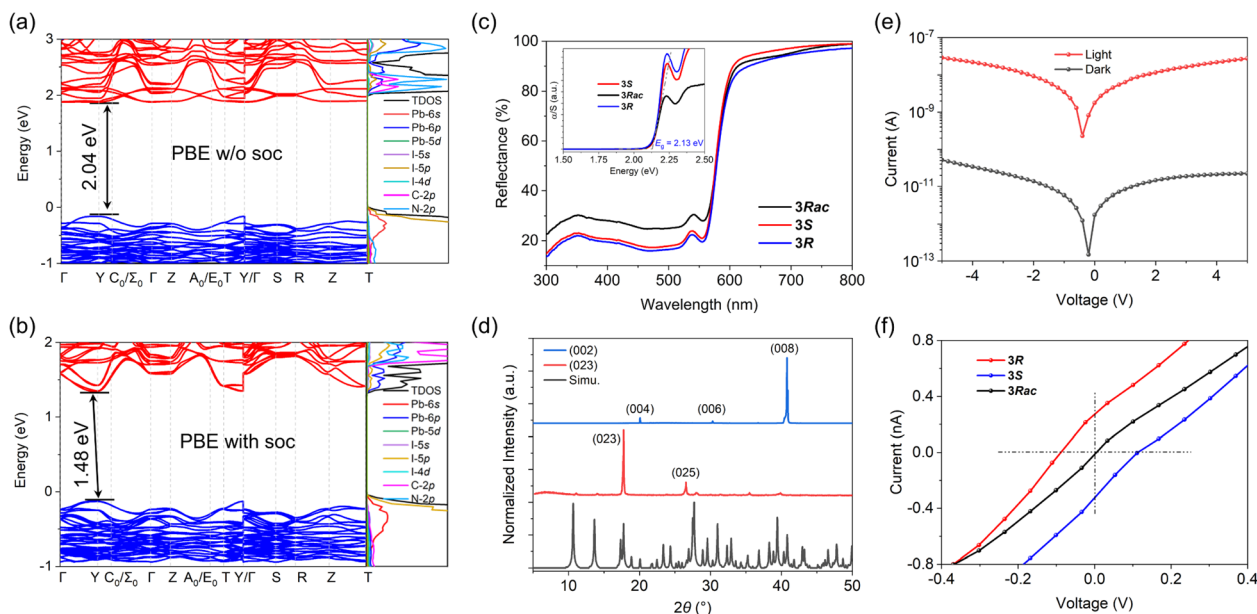 (a)
3
2
1
0
-1
Energy (eV)
2.04 eV
PBE w/o soc
TDOS
Pb-6s
Pb-6p
Pb-5d
I-5s
I-5p
I-4d
C-2p
N-2p
Γ Y C₀/Σ₀ Γ Z A₀/E₀ T Y/Γ S R Z T
(b)
2
1
0
-1
Energy (eV)
1.48 eV
PBE with soc
TDOS
Pb-6s
Pb-6p
Pb-5d
I-5s
I-5p
I-4d
C-2p
N-2p
Γ Y C₀/Σ₀ Γ Z A₀/E₀ T Y/Γ S R Z T
(c)
100
80
60
40
20
Reflectance (%)
α/S (a.u.)
3S
3Rac
3R
E_g = 2.13 eV
1.50 1.75 2.00 2.25 2.50
Energy (eV)
3Rac
3S
3R
300 400 500 600 700 800
Wavelength (nm)
(d)
Normalized Intensity (a.u.)
(002)
(023)
Simu.
(008)
(004)
(006)
(023)
(025)
10 20 30 40 50
2θ (°)
(e)
10⁻⁷
10⁻⁹
10⁻¹¹
10⁻¹³
Current (A)
Light
Dark
-4 -2 0 2 4
Voltage (V)
(f)
0.8
0.4
0.0
-0.4
-0.8
Current (nA)
3R
3S
3Rac
-0.4 -0.2 0.0 0.2 0.4
Voltage (V)